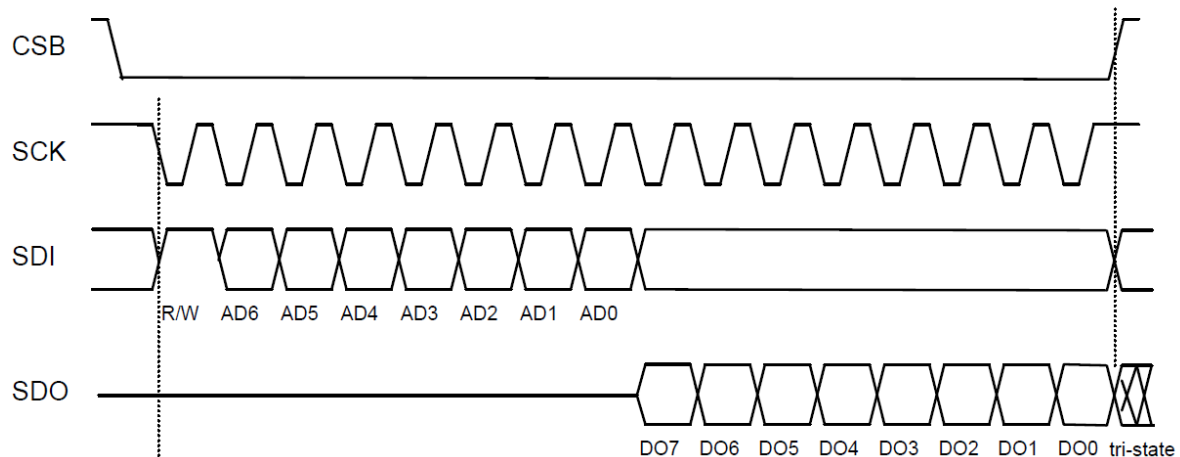 CSB
SCK
SDI
R/W AD6 AD5 AD4 AD3 AD2 AD1 AD0
SDO
DO7 DO6 DO5 DO4 DO3 DO2 DO1 DO0 tri-state